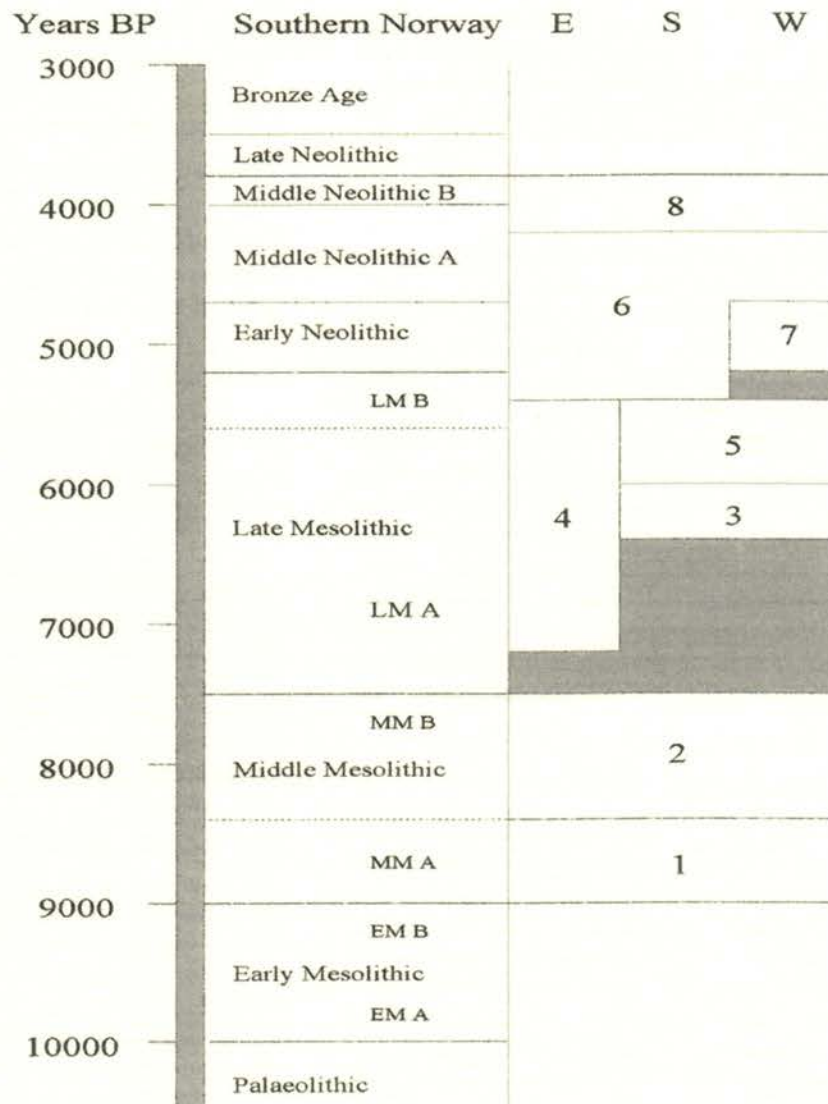 Years BP Southern Norway E S W
3000
Bronze Age
Late Neolithic
Middle Neolithic B
4000 8
Middle Neolithic A
6
Early Neolithic 7
5000
LM B
5
6000
3
4
Late Mesolithic
LM A
7000
MM B
2
8000 Middle Mesolithic
MM A 1
9000
EM B
Early Mesolithic
EM A
10000
Palaeolithic